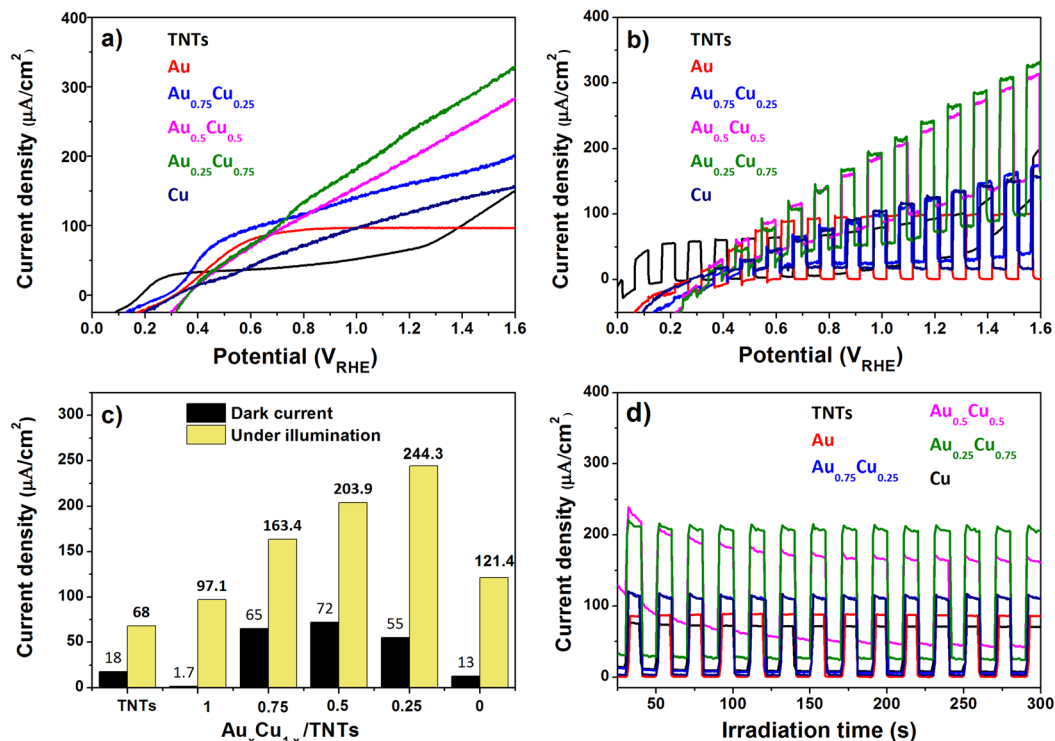 a)
TNTs
Au
Au0.75Cu0.25
Au0.5Cu0.5
Au0.25Cu0.75
Cu
Current density (µA/cm2)
400
300
200
100
0
0.0 0.2 0.4 0.6 0.8 1.0 1.2 1.4 1.6
Potential (VRHE)
b)
TNTs
Au
Au0.75Cu0.25
Au0.5Cu0.5
Au0.25Cu0.75
Cu
Current density (µA/cm2)
400
300
200
100
0
0.0 0.2 0.4 0.6 0.8 1.0 1.2 1.4 1.6
Potential (VRHE)
c)
Dark current
Under illumination
Current density (µA/cm2)
300
250
200
150
100
50
0
18
68
1.7
97.1
65
163.4
72
203.9
55
244.3
13
121.4
TNTs 1 0.75 0.5 0.25 0
AuxCu1-x/TNTs
d)
TNTs
Au
Au0.75Cu0.25
Au0.5Cu0.5
Au0.25Cu0.75
Cu
Current density (µA/cm2)
400
300
200
100
0
50 100 150 200 250 300
Irradiation time (s)